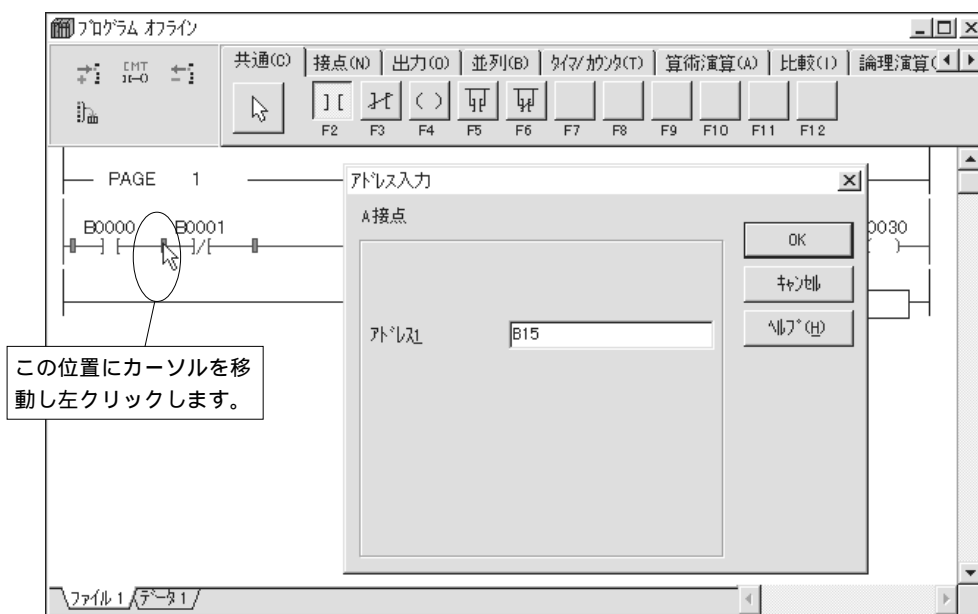 プログラム オフライン
共通(C) 接点(N) 出力(O) 並列(B) タイマ/カウンタ(T) 算術演算(A) 比較(I) 論理演算(
CMT
F2 F3 F4 F5 F6 F7 F8 F9 F10 F11 F12
PAGE 1
アドレス入力
A接点
B0000 B0001
0030
OK
キャンセル
ヘルプ(H)
アドレス1
B15
この位置にカーソルを移
動し左クリックします。
ファイル 1 データ 1